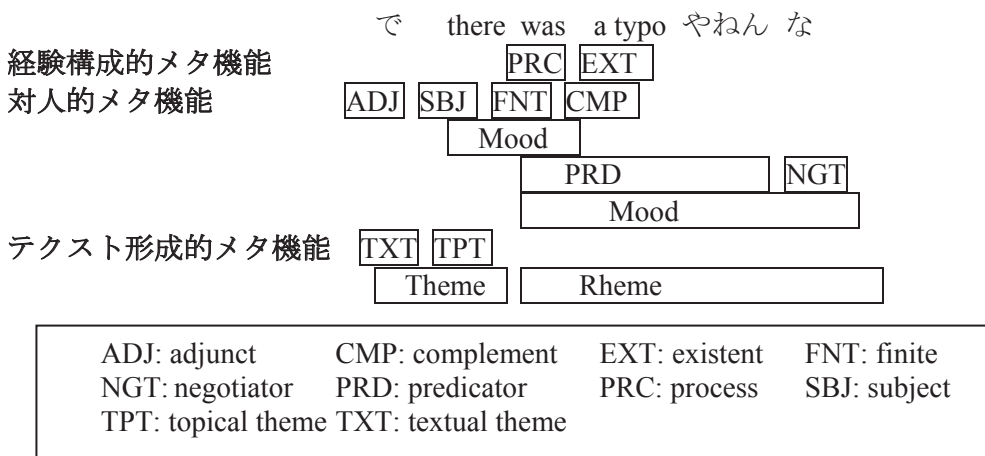 で there was a typo やねん な
経験構成的メタ機能 PRC EXT
対人的メタ機能 ADJ SBJ FNT CMP
Mood
PRD NGT
Mood
テクスト形成的メタ機能 TXT TPT
Theme Rheme
ADJ: adjunct CMP: complement EXT: existent FNT: finite
NGT: negotiator PRD: predicator PRC: process SBJ: subject
TPT: topical theme TXT: textual theme